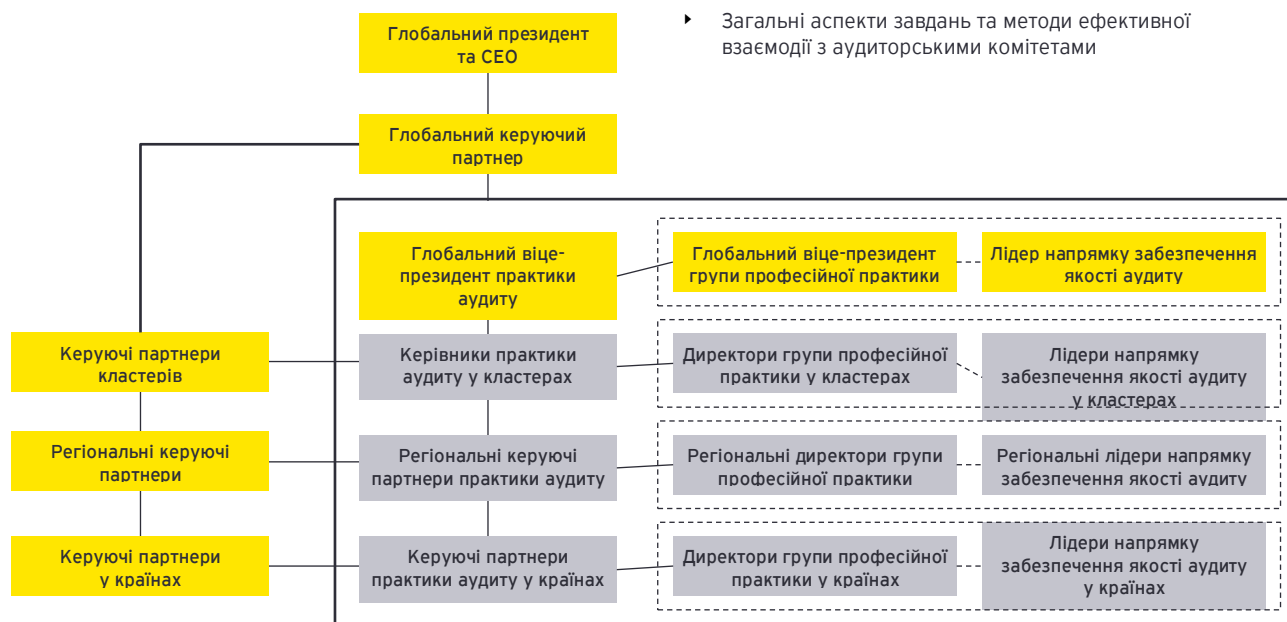 Глобальний президент
та CEO
▸ Загальні аспекти завдань та методи ефективної
взаємодії з аудиторськими комітетами
Глобальний керуючий
партнер
Глобальний віце-
президент практики
аудиту
Глобальний віце-президент
групи професійної практики
Лідер напрямку забезпечення
якості аудиту
Керуючі партнери
кластерів
Керівники практики
аудиту у кластерах
Директори групи професійної
практики у кластерах
Лідери напрямку
забезпечення якості аудиту
у кластерах
Регіональні керуючі
партнери
Регіональні керуючі
партнери практики аудиту
Регіональні директори групи
професійної практики
Регіональні лідери напрямку
забезпечення якості аудиту
Керуючі партнери
у країнах
Керуючі партнери
практики аудиту у країнах
Директори групи професійної
практики у країнах
Лідери напрямку
забезпечення якості аудиту
у країнах